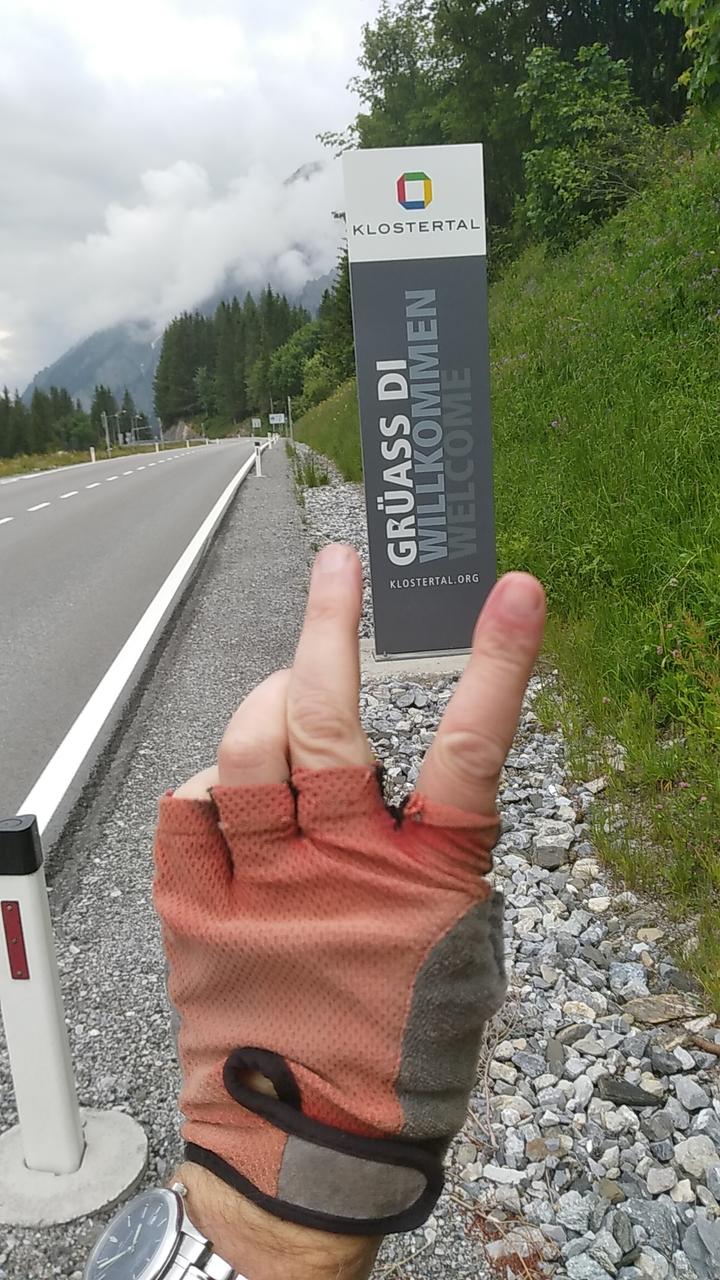 KLOSTERTAL
GRÜASS DI
WILLKOMMEN
WELCOME
KLOSTERTAL.ORG